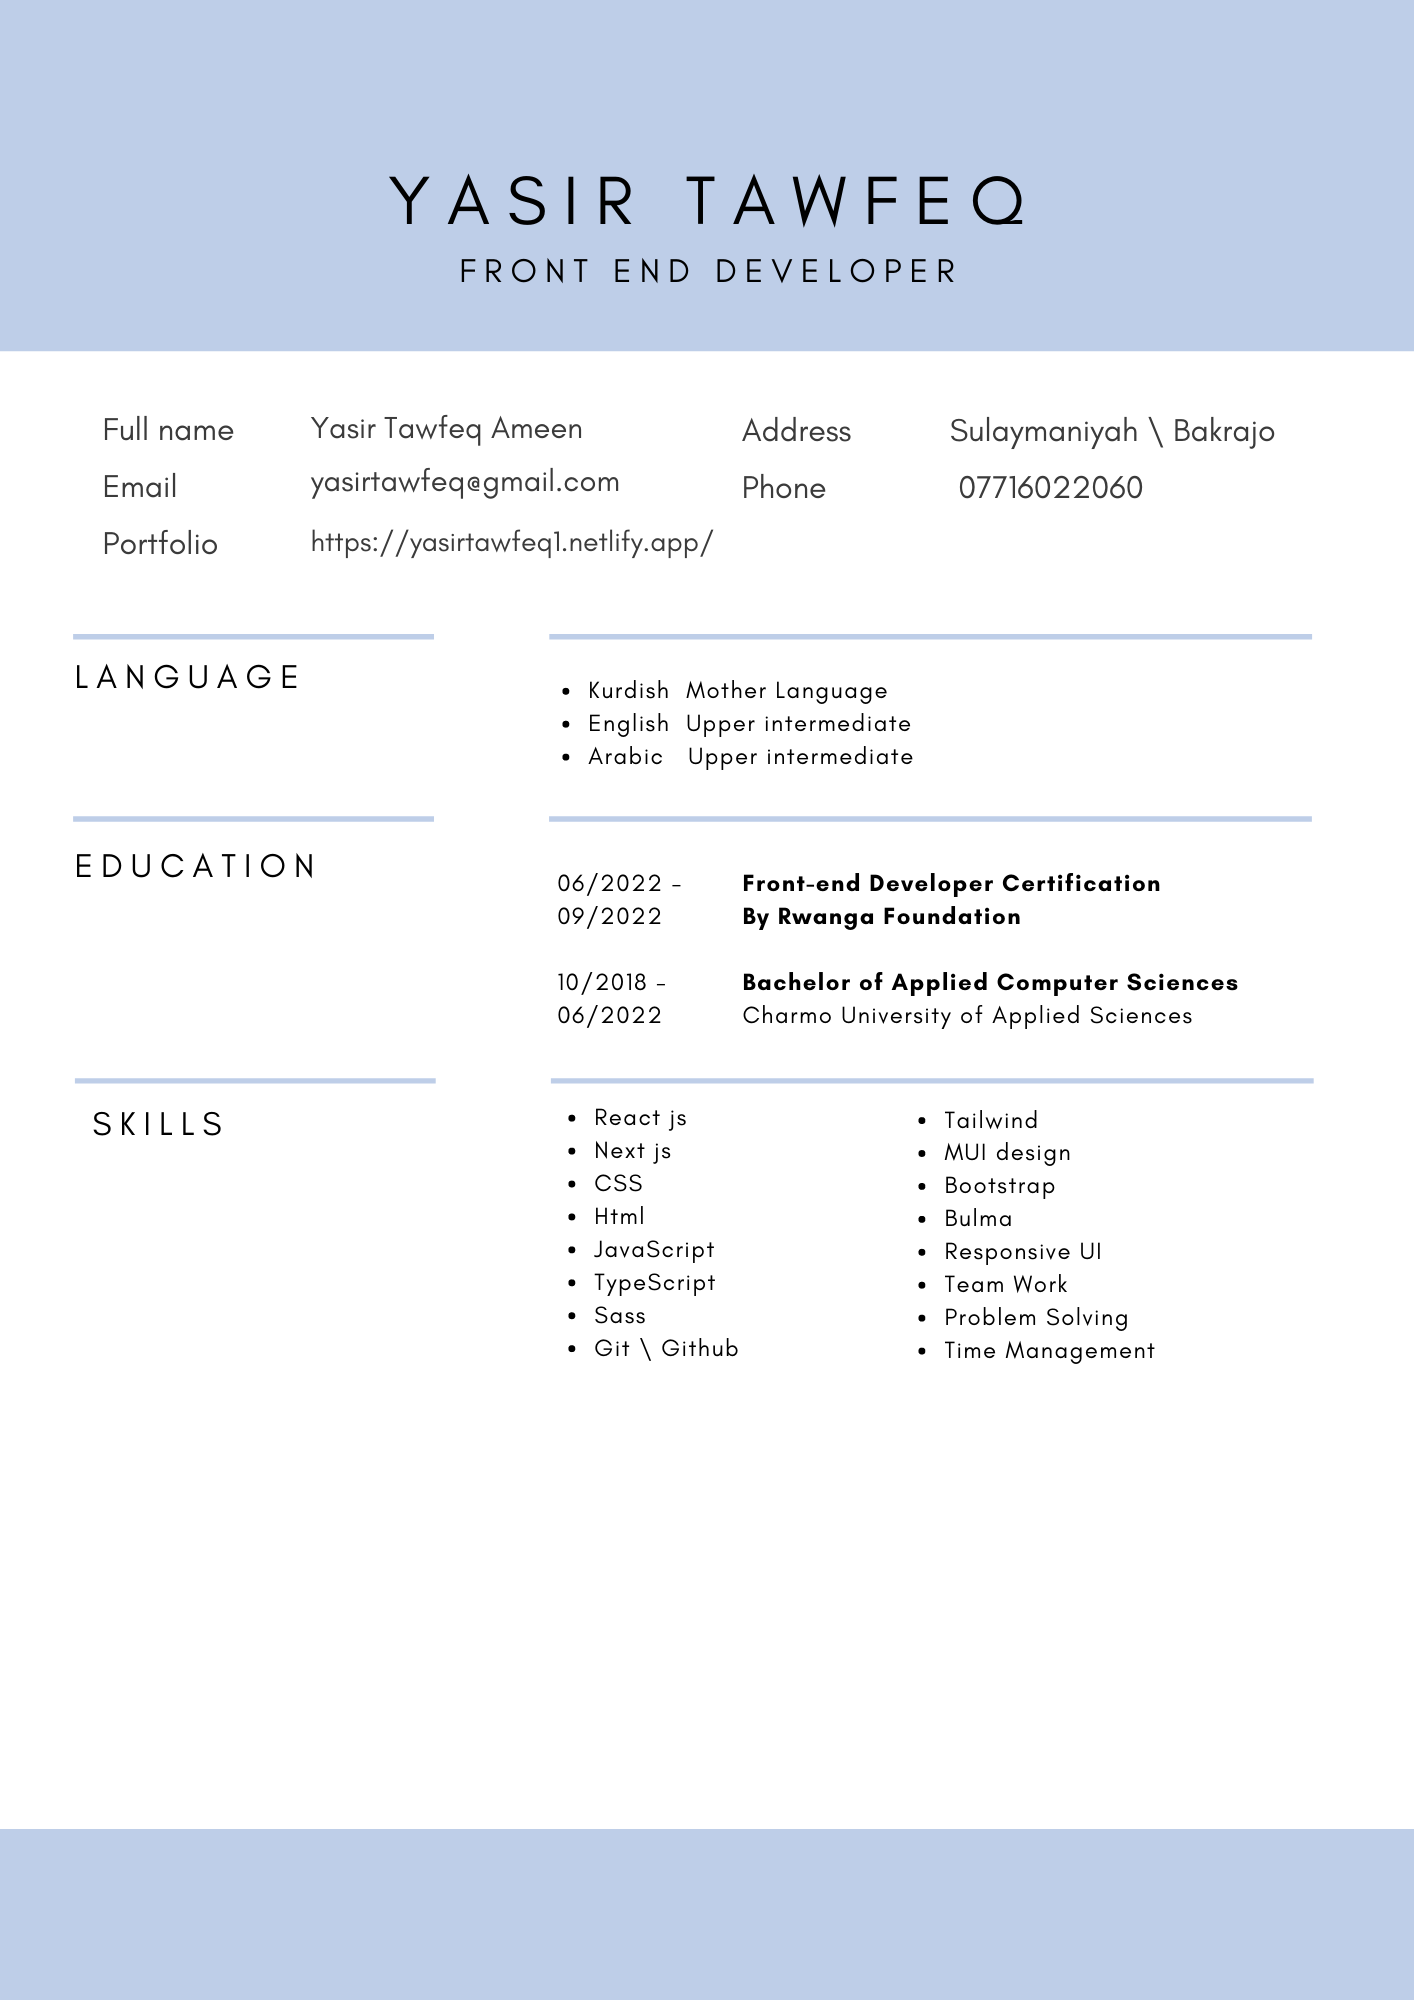 YASIR TAWFEQ
FRONT END DEVELOPER
Full name Yasir Tawfeq Ameen
Email yasirtawfeq@gmail.com
Portfolio https://yasirtawfeq1.netlify.app/
Address Sulaymaniyah \ Bakrajo
Phone 07716022060
LANGUAGE
• Kurdish Mother Language
• English Upper intermediate
• Arabic Upper intermediate
EDUCATION
06/2022 - Front-end Developer Certification
09/2022 By Rwanga Foundation
10/2018 - Bachelor of Applied Computer Sciences
06/2022 Charmo University of Applied Sciences
SKILLS
• React js
• Next js
• CSS
• Html
• JavaScript
• TypeScript
• Sass
• Git \ Github
• Tailwind
• MUI design
• Bootstrap
• Bulma
• Responsive UI
• Team Work
• Problem Solving
• Time Management